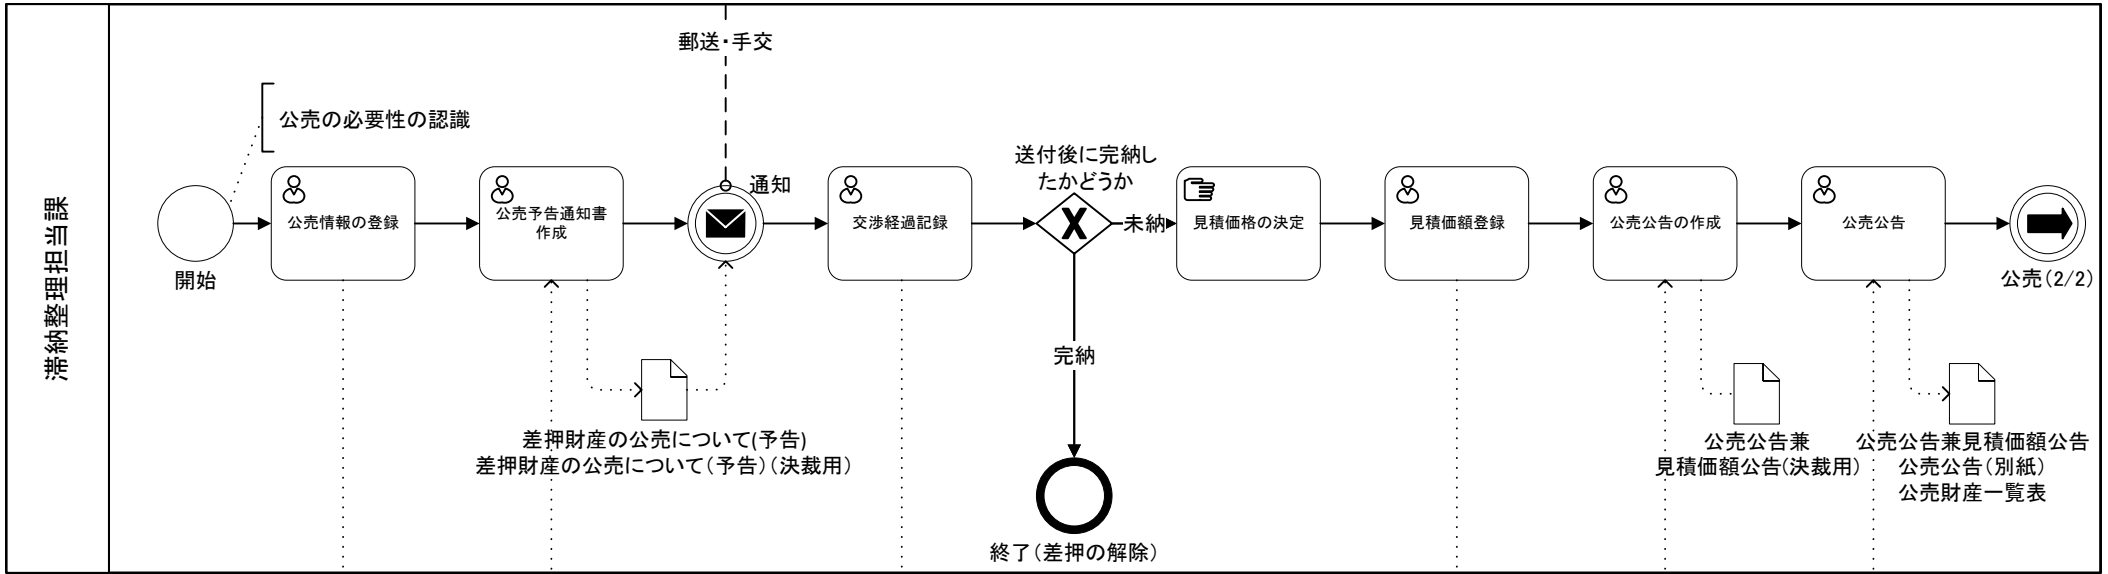 滞納整理担当課
郵送・手交
公売の必要性の認識
開始
公売情報の登録
公売予告通知書
作成
通知
交渉経過記録
送付後に完納し
たかどうか
未納
見積価格の決定
見積価額登録
公売公告の作成
公売公告
公売(2/2)
完納
差押財産の公売について(予告)
差押財産の公売について(予告)(決裁用)
公売公告兼
見積価額公告(決裁用)
公売公告兼見積価額公告
公売公告(別紙)
公売財産一覧表
終了(差押の解除)